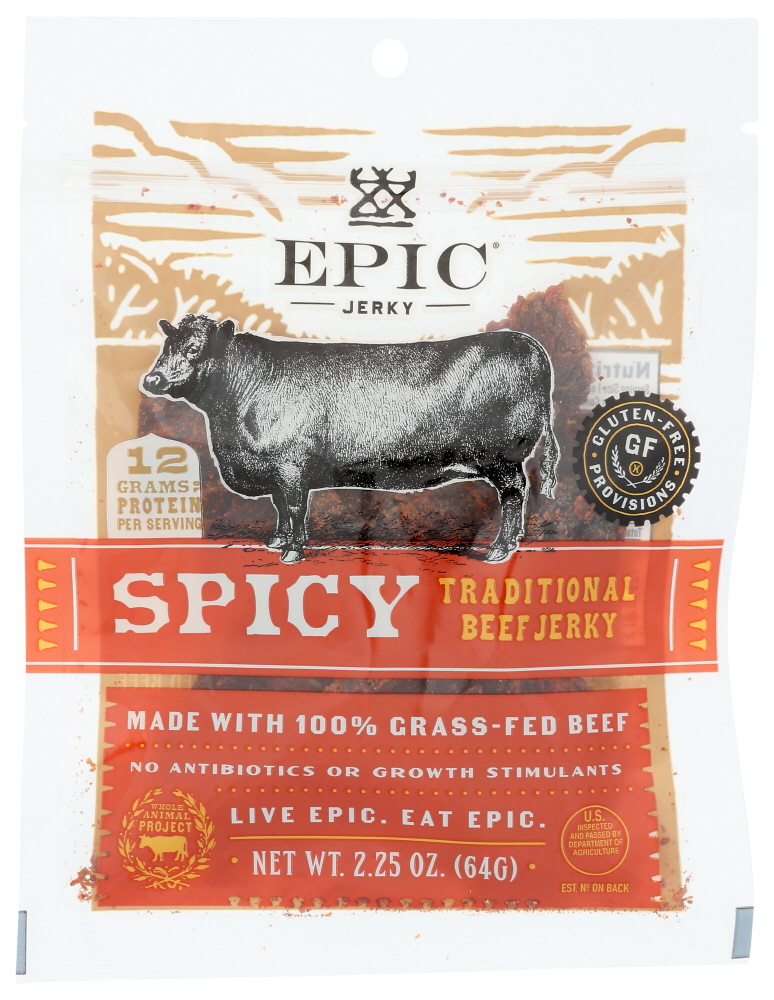 EPIC®
JERKY
Nutri
GLUTEN-FREE
GF
PROVISIONS
12
GRAMS OF
PROTEIN
PER SERVING
SPICY
TRADITIONAL
BEEF JERKY
MADE WITH 100% GRASS-FED BEEF
NO ANTIBIOTICS OR GROWTH STIMULANTS
WHOLE
ANIMAL
PROJECT
LIVE EPIC. EAT EPIC.
NET WT. 2.25 OZ. (64G)
U.S.
INSPECTED
AND PASSED BY
DEPARTMENT OF
AGRICULTURE
EST. Nº ON BACK